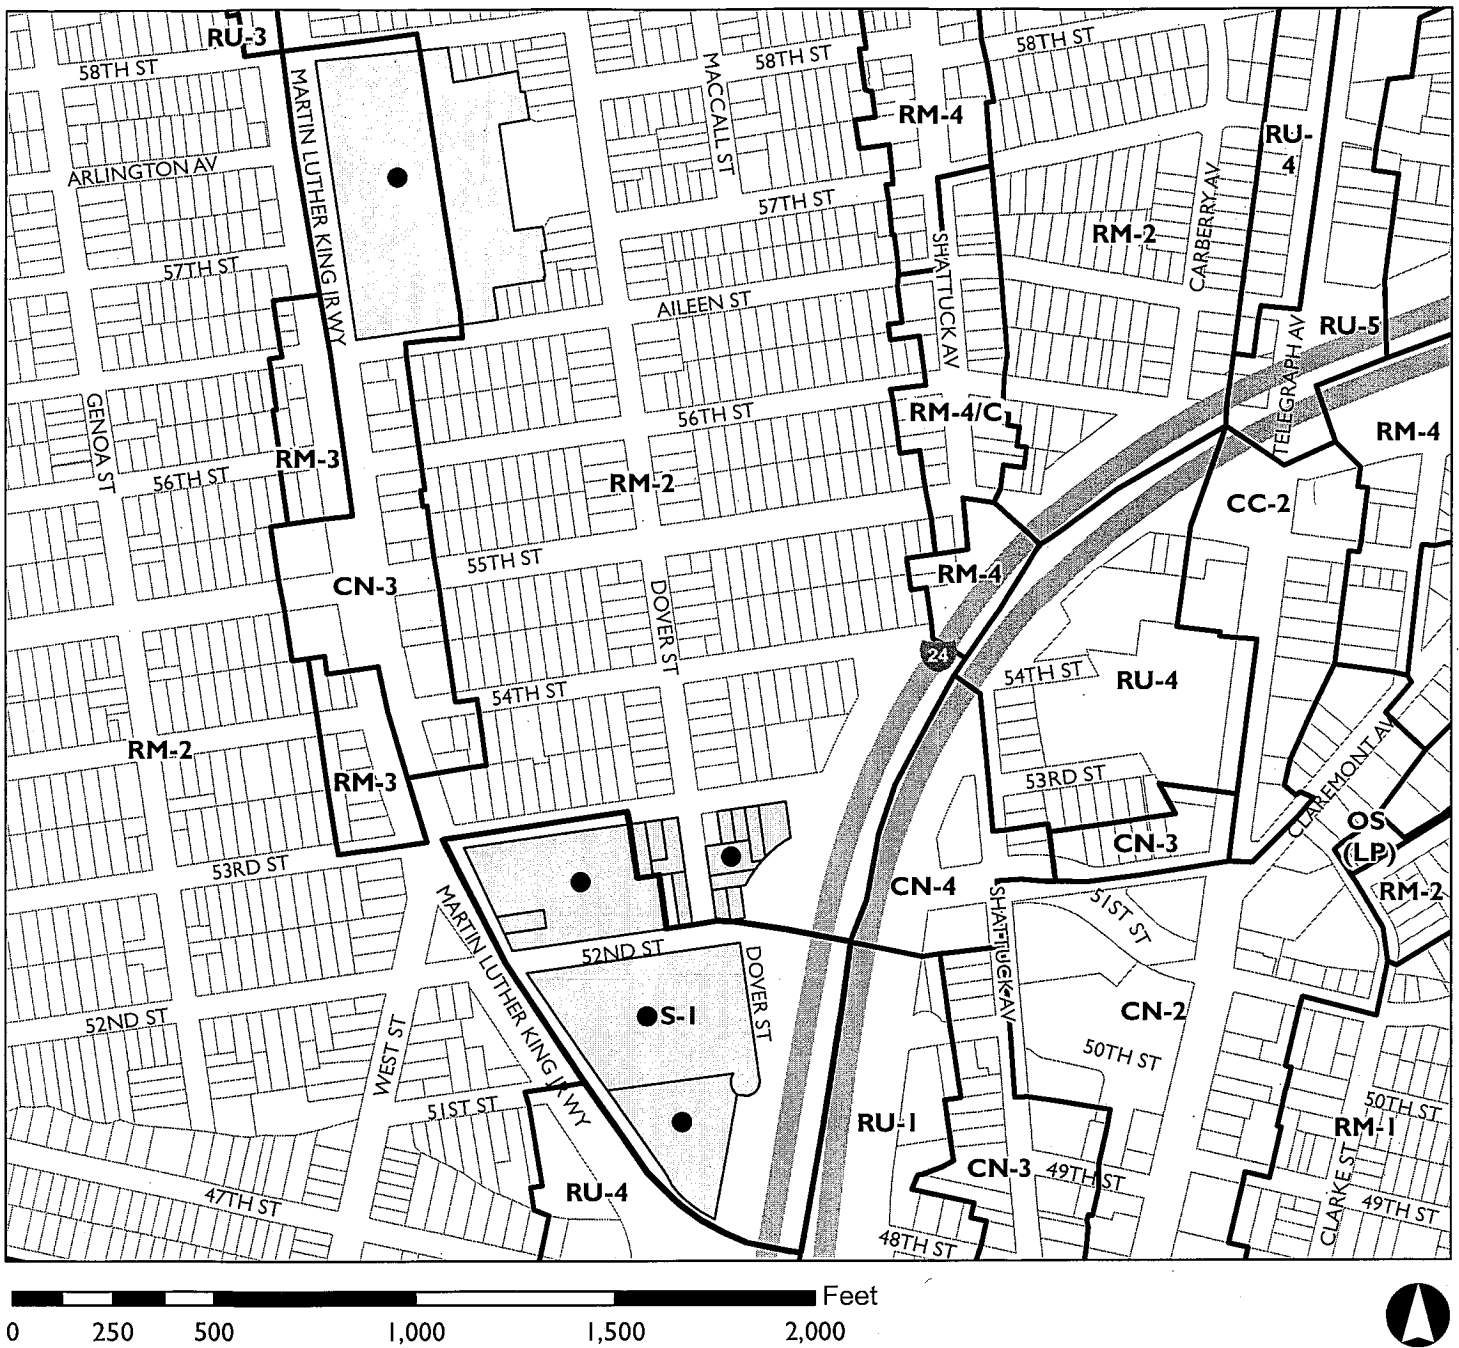 RU-3
58TH ST
58TH ST
58TH ST
MACCALL ST
MARTIN LUTHER KING JR WY
RM-4
RU-
4
ARLINGTON AV
57TH ST
CARBERRY AV
RM-2
SHATTUCK AV
57TH ST
AILEEN ST
TELEGRAPH AV
RU-5
GENOA ST
56TH ST
RM-4/C
RM-4
RM-3
56TH ST
RM-2
CC-2
55TH ST
CN-3
RM-4
DOVER ST
24
54TH ST
RU-4
54TH ST
RM-2
RM-3
53RD ST
CLAREMONT AV
OS
(LP)
CN-3
53RD ST
CN-4
RM-2
MARTIN LUTHER KING JR WY
SHATTUCK AV
51ST ST
52ND ST
DOVER ST
S-1
CN-2
52ND ST
WEST ST
50TH ST
51ST ST
50TH ST
RU-1
RM-1
CN-3
49TH ST
CLARKE ST
47TH ST
RU-4
49TH ST
48TH ST
Feet
0 250 500 1,000 1,500 2,000